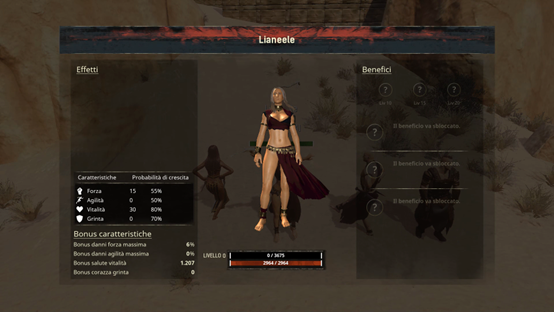 Lianeele
Effetti
Benefici
? ? ?
Il beneficio va sbloccato.
?
Il beneficio va sbloccato.
?
Il beneficio va sbloccato.
?
Caratteristiche Probabilità di crescita
Forza 15 55%
Agilità 0 50%
Vitalità 30 80%
Grinta 0 70%
Bonus caratteristiche
Bonus danni forza massima 6%
Bonus danni agilità massima 0%
Bonus salute vitalità 1.207
Bonus corazza grinta 0
LIVELLO 0
0 / 3675
2964 / 2964